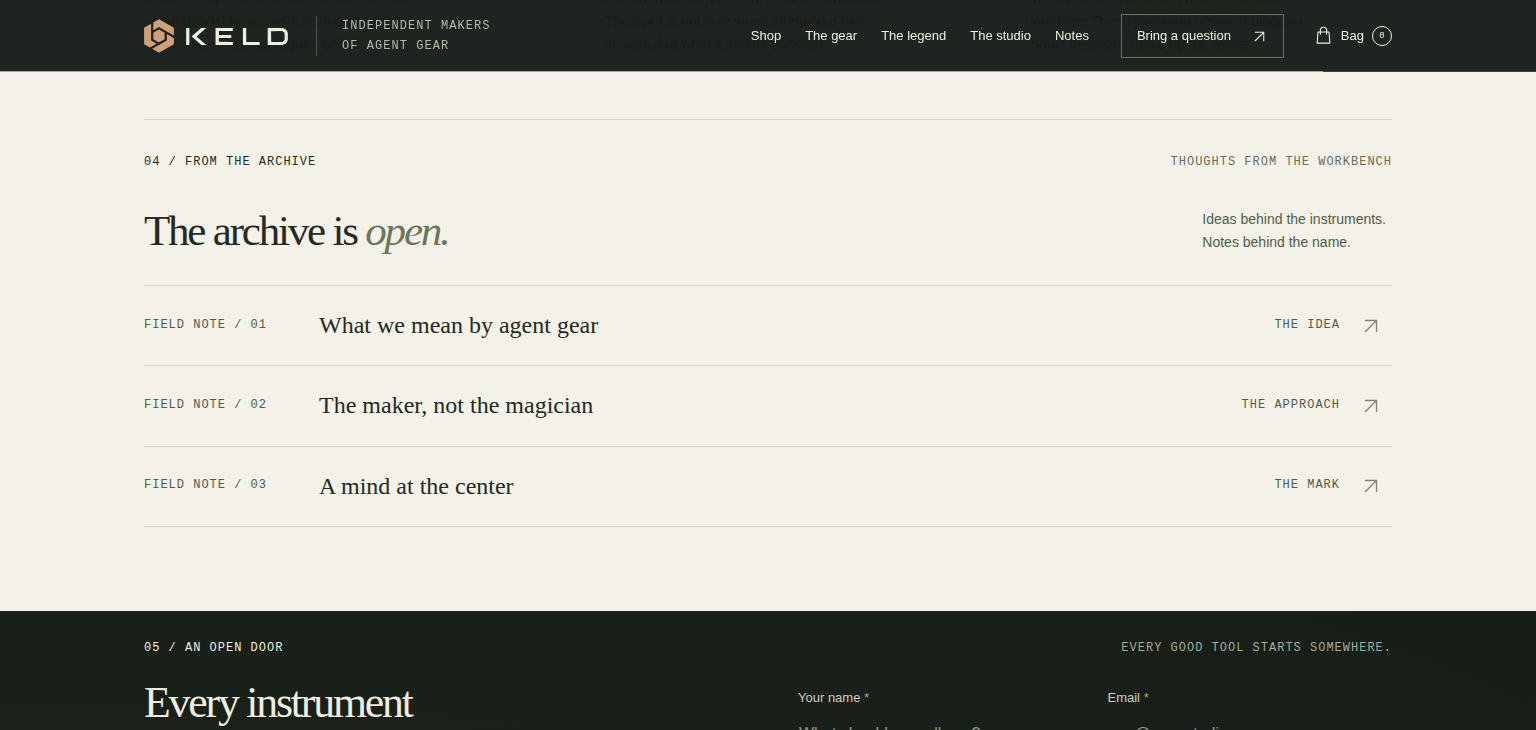 KELD
INDEPENDENT MAKERS
OF AGENT GEAR
Shop
The gear
The legend
The studio
Notes
Bring a question
Bag
0
04 / FROM THE ARCHIVE
THOUGHTS FROM THE WORKBENCH
The archive is open.
Ideas behind the instruments.
Notes behind the name.
FIELD NOTE / 01
What we mean by agent gear
THE IDEA
FIELD NOTE / 02
The maker, not the magician
THE APPROACH
FIELD NOTE / 03
A mind at the center
THE MARK
05 / AN OPEN DOOR
EVERY GOOD TOOL STARTS SOMEWHERE.
Every instrument
Your name *
Email *